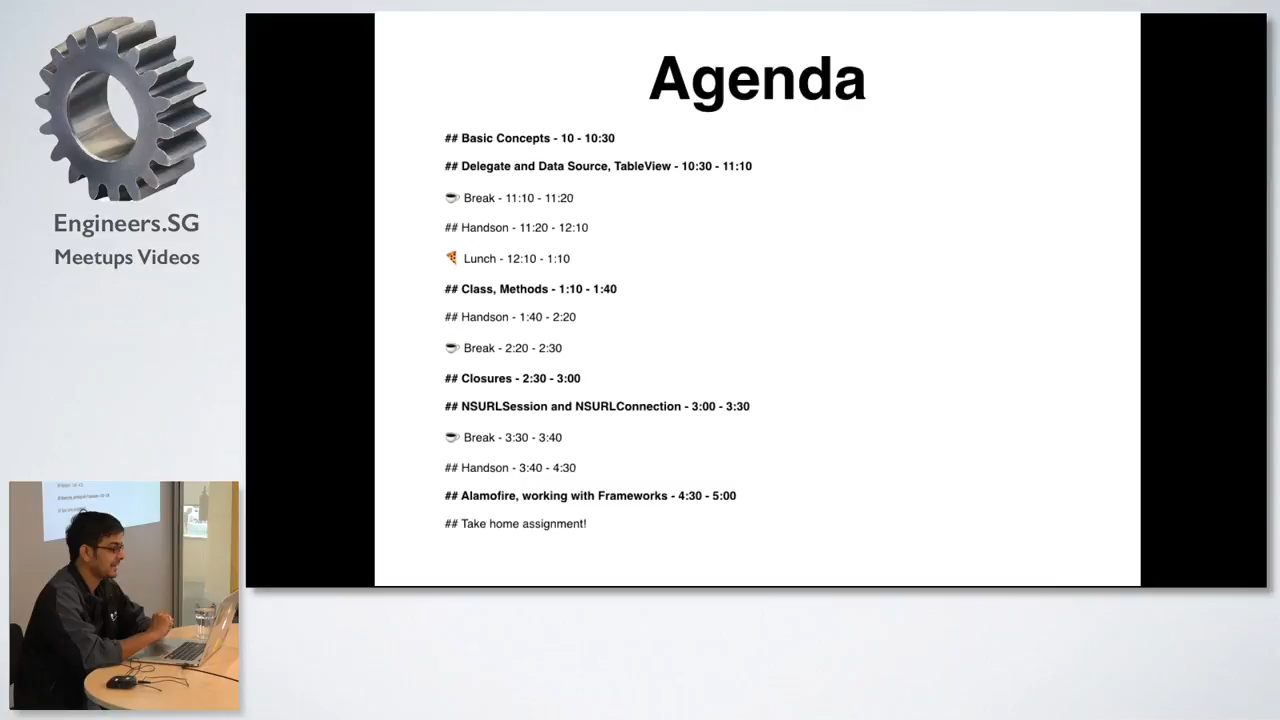 Engineers.SG
Meetups Videos
Agenda
## Basic Concepts - 10 - 10:30
## Delegate and Data Source, TableView - 10:30 - 11:10
☕ Break - 11:10 - 11:20
## Handson - 11:20 - 12:10
🍕 Lunch - 12:10 - 1:10
## Class, Methods - 1:10 - 1:40
## Handson - 1:40 - 2:20
☕ Break - 2:20 - 2:30
## Closures - 2:30 - 3:00
## NSURLSession and NSURLConnection - 3:00 - 3:30
☕ Break - 3:30 - 3:40
## Handson - 3:40 - 4:30
## Alamofire, working with Frameworks - 4:30 - 5:00
## Take home assignment!